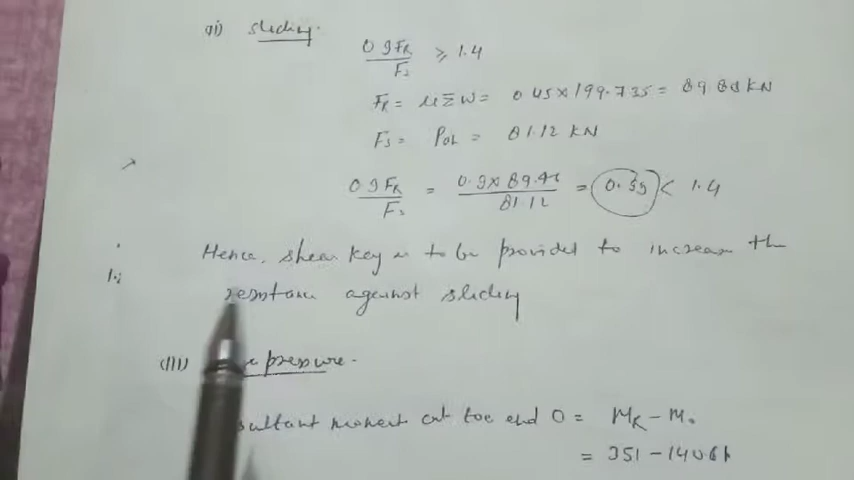 ii) sliding.
0.9FR / Fs ≥ 1.4
FR = μΣW = 0.45×199.735 = 89.88 kN
Fs = PaH = 81.12 kN
0.9FR / Fs = 0.9×89.88 / 81.12 = 0.99 < 1.4
Hence, shear key is to be provided to increase the
resistance against sliding
(iii) pressure.
moment at toe end O = MR - Mo
= 351 - 140.61